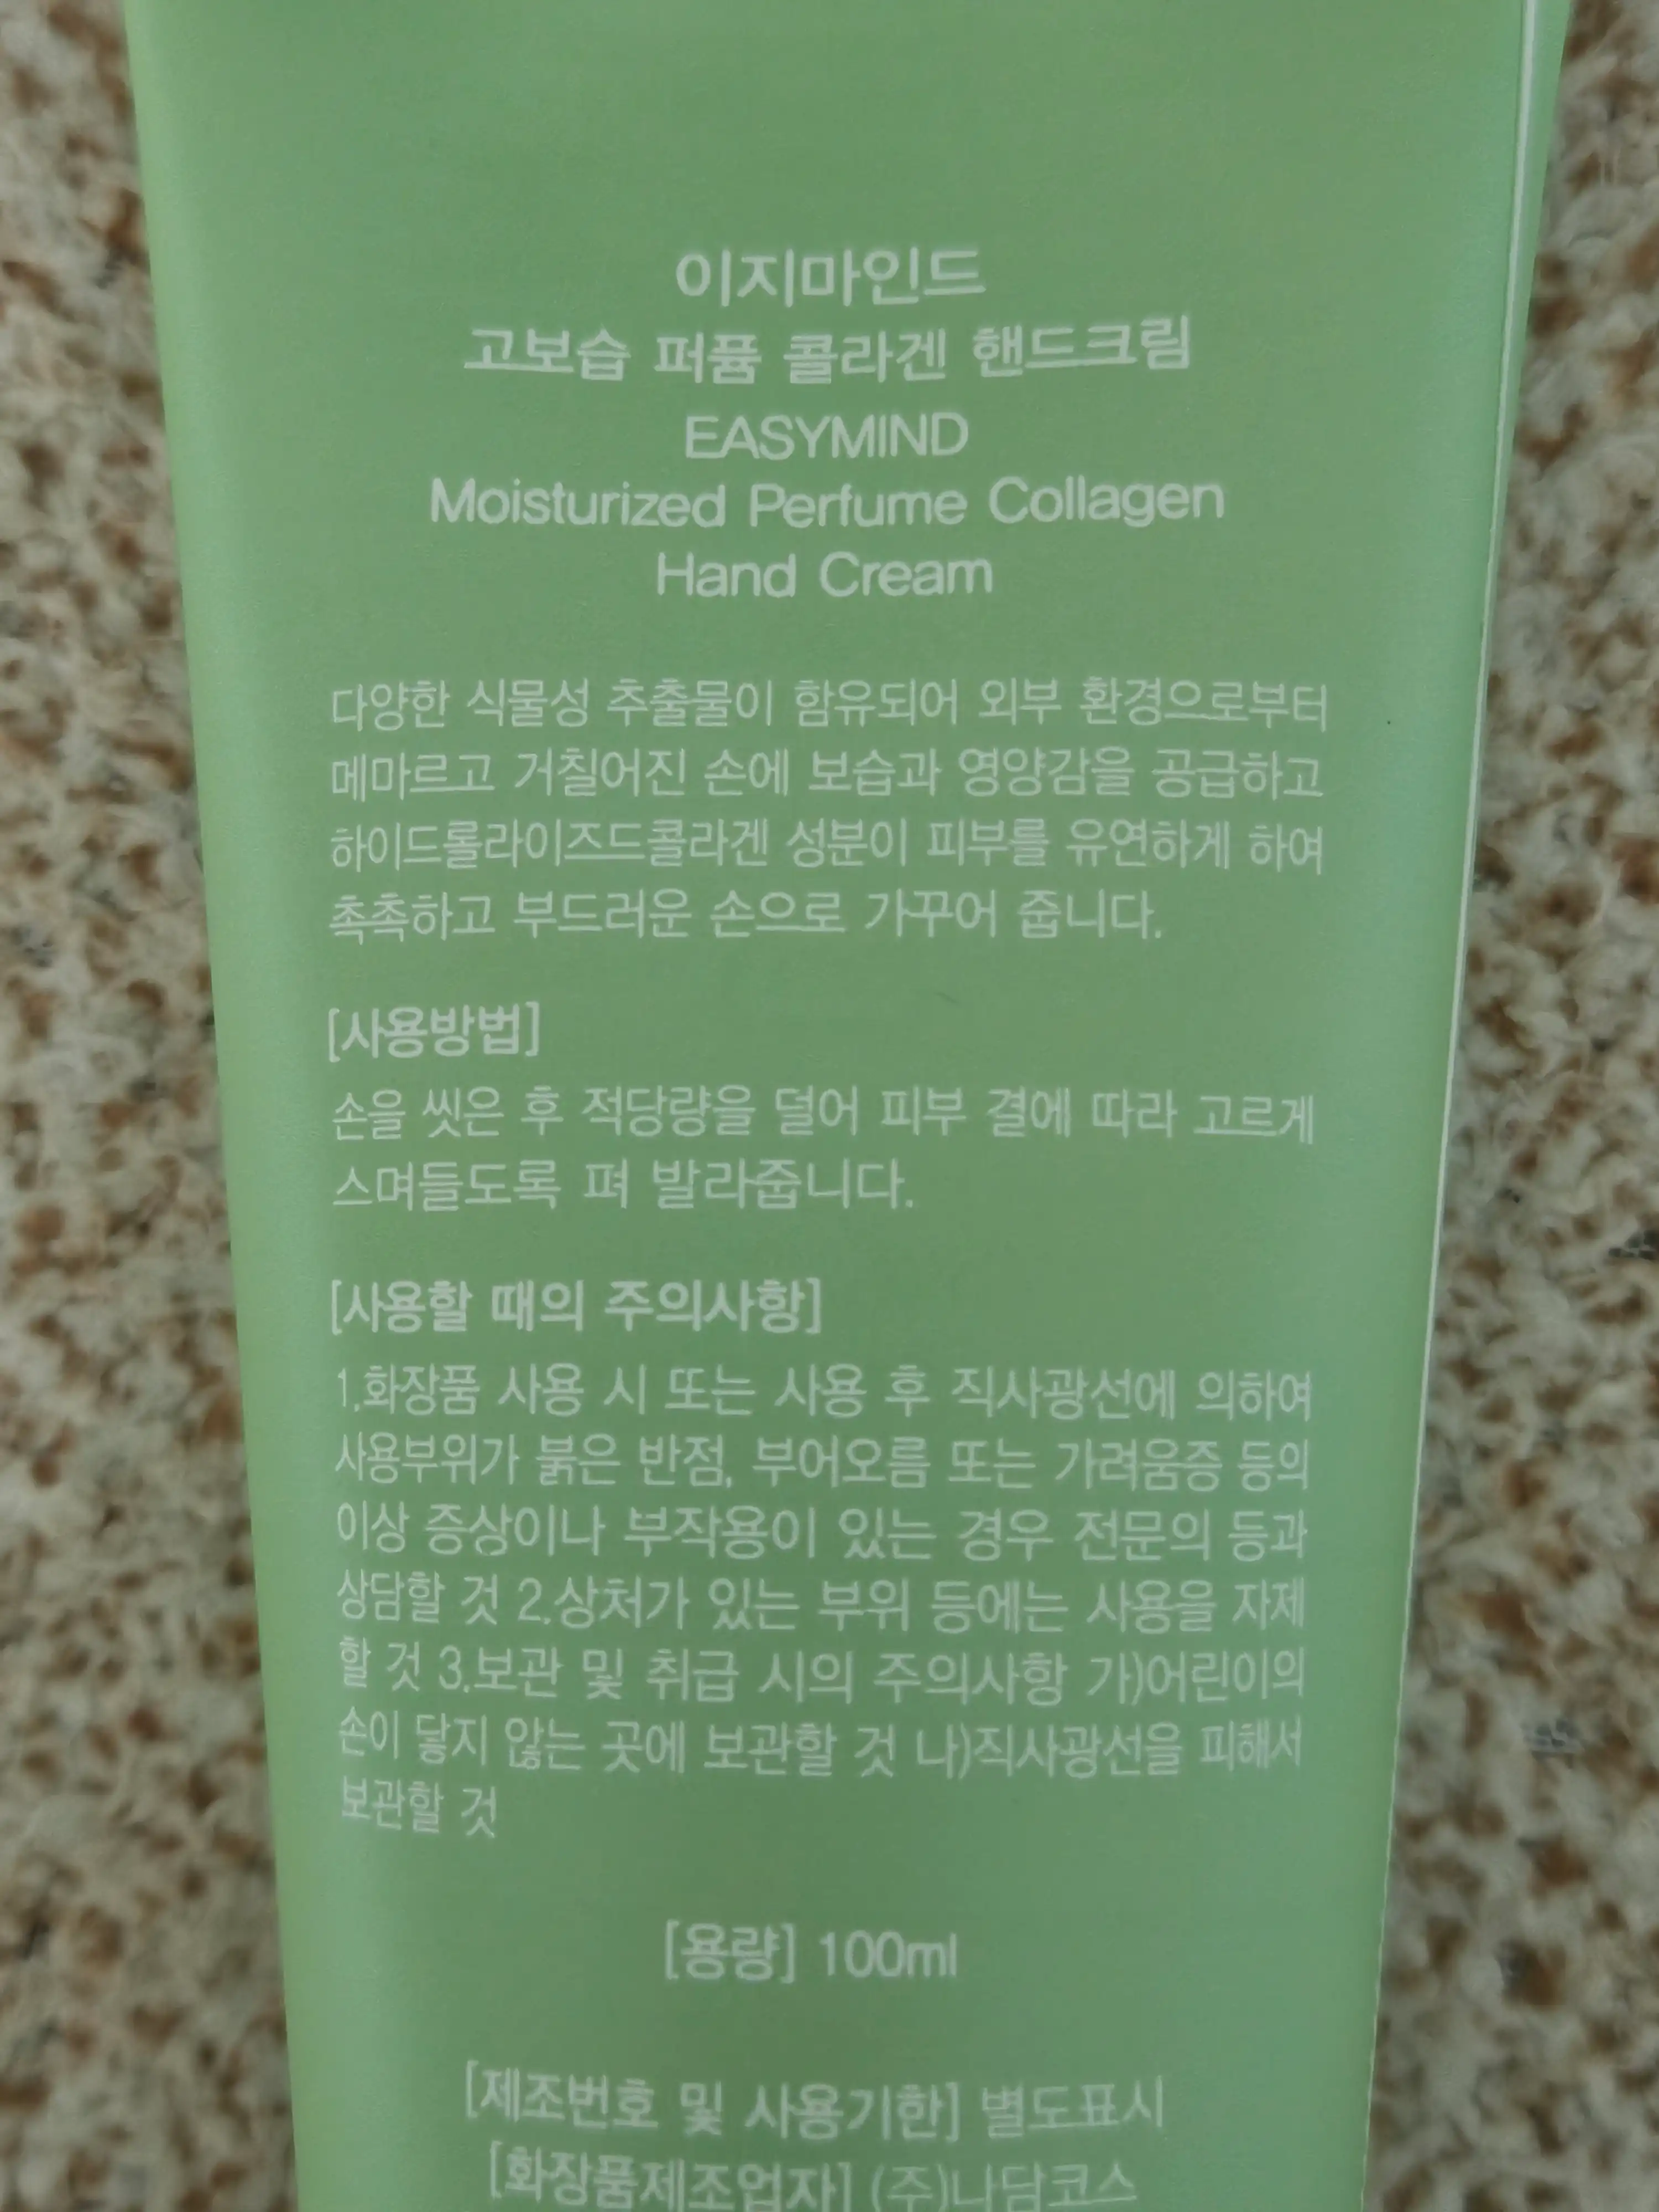 이지마인드
고보습 퍼퓸 콜라겐 핸드크림
EASYMIND
Moisturized Perfume Collagen
Hand Cream
다양한 식물성 추출물이 함유되어 외부 환경으로부터
메마르고 거칠어진 손에 보습과 영양감을 공급하고
하이드롤라이즈드콜라겐 성분이 피부를 유연하게 하여
촉촉하고 부드러운 손으로 가꾸어 줍니다.
[사용방법]
손을 씻은 후 적당량을 덜어 피부 결에 따라 고르게
스며들도록 펴 발라줍니다.
[사용할 때의 주의사항]
1.화장품 사용 시 또는 사용 후 직사광선에 의하여
사용부위가 붉은 반점, 부어오름 또는 가려움증 등의
이상 증상이나 부작용이 있는 경우 전문의 등과
상담할 것 2.상처가 있는 부위 등에는 사용을 자제
할 것 3.보관 및 취급 시의 주의사항 가)어린이의
손이 닿지 않는 곳에 보관할 것 나)직사광선을 피해서
보관할 것
[용량] 100ml
[제조번호 및 사용기한] 별도표시
[화장품제조업자] (주)나담코스